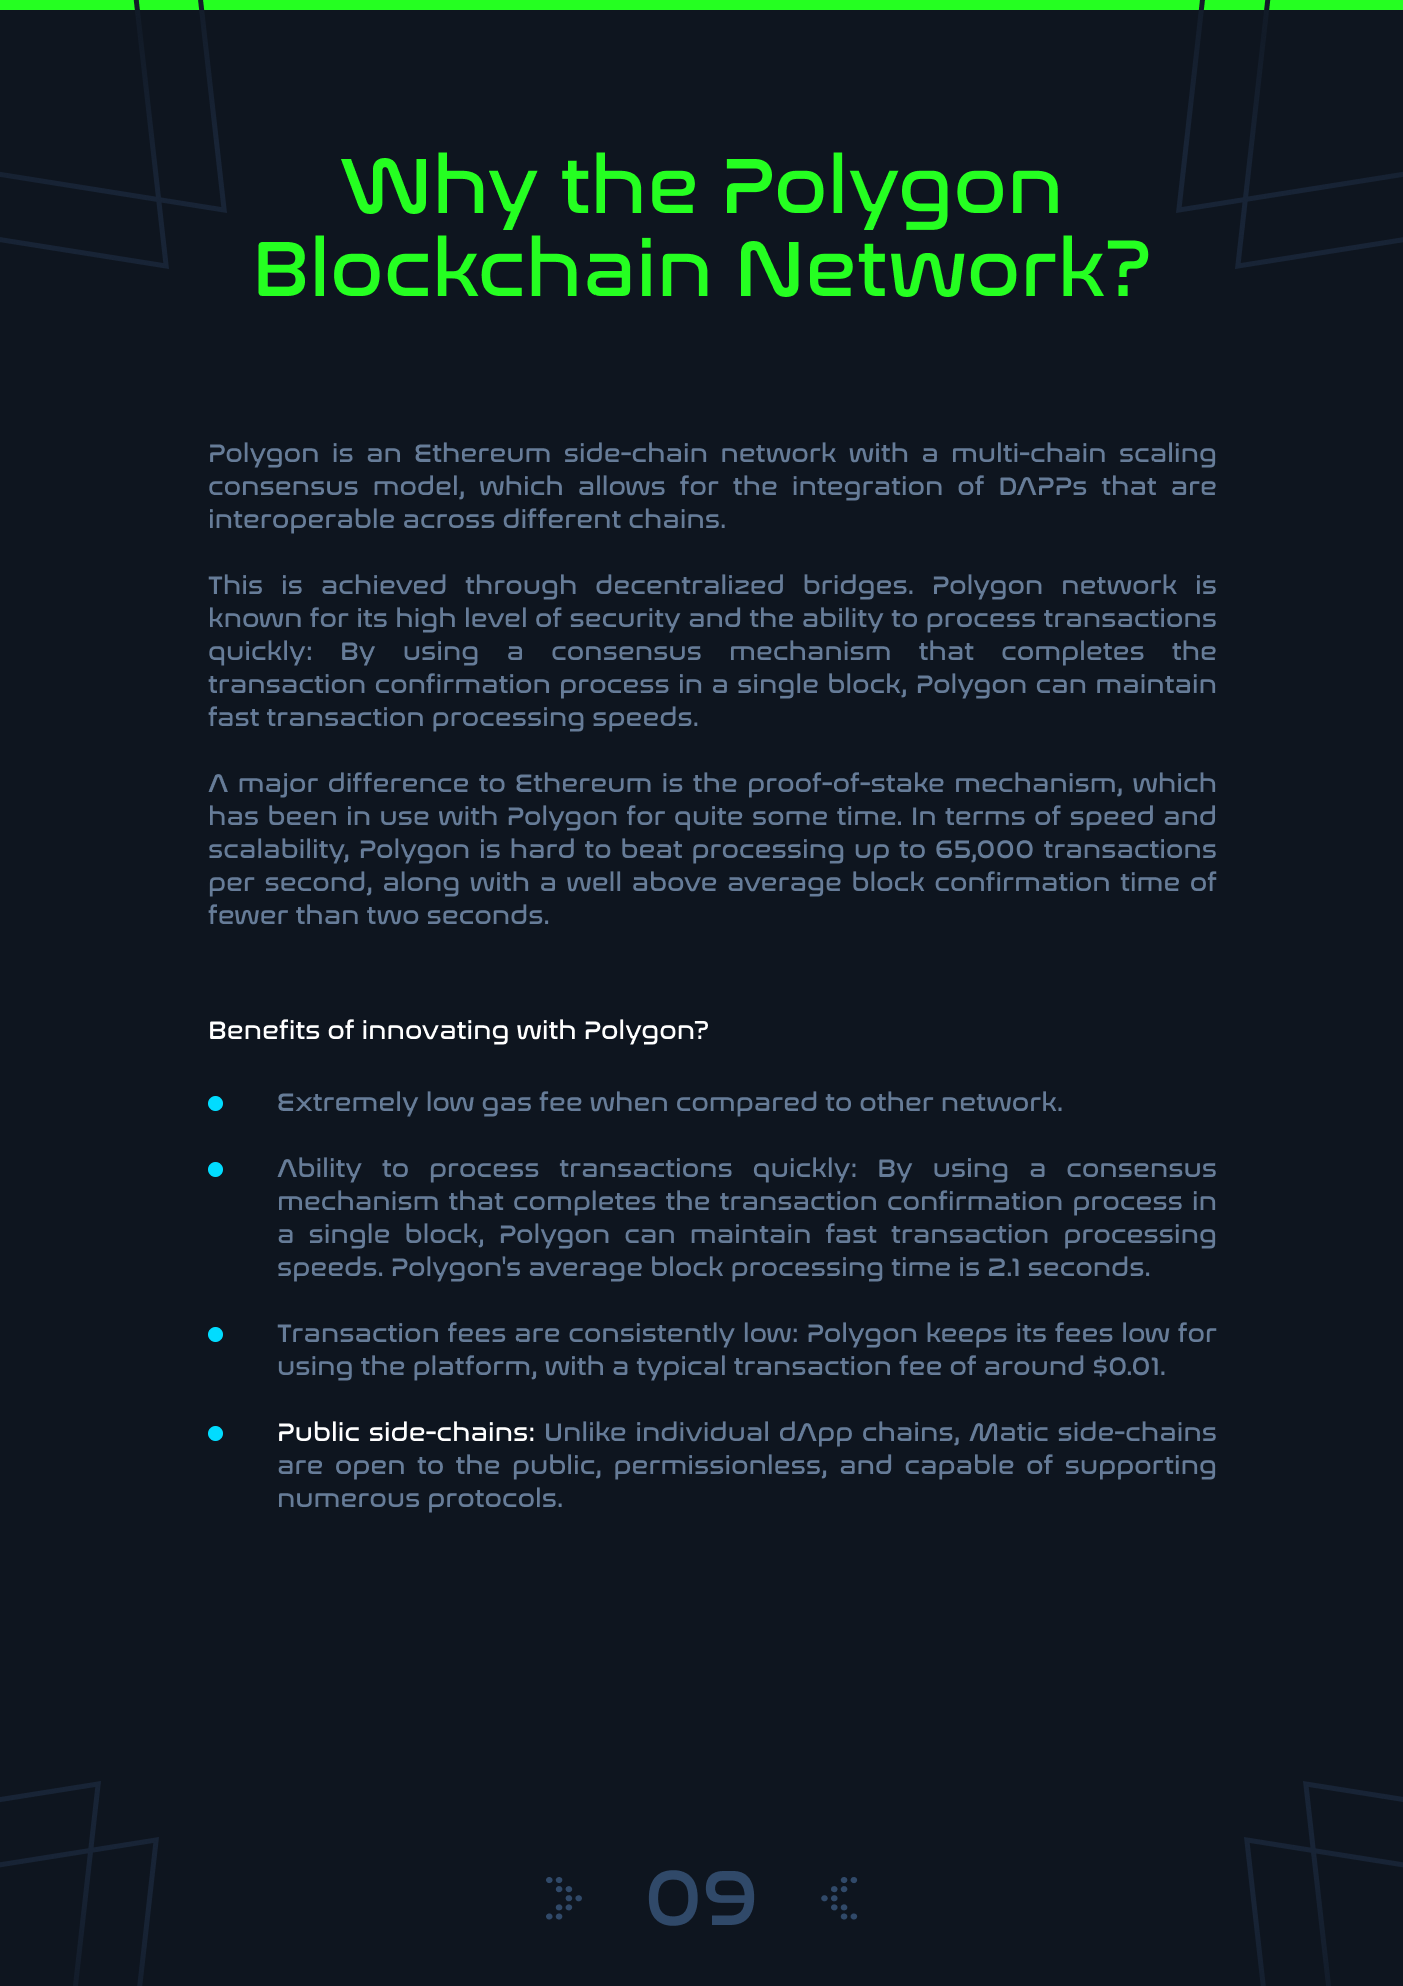 Why the Polygon
Blockchain Network?
Polygon is an Ethereum side-chain network with a multi-chain scaling
consensus model, which allows for the integration of DAPPs that are
interoperable across different chains.
This is achieved through decentralized bridges. Polygon network is
known for its high level of security and the ability to process transactions
quickly: By using a consensus mechanism that completes the
transaction confirmation process in a single block, Polygon can maintain
fast transaction processing speeds.
A major difference to Ethereum is the proof-of-stake mechanism, which
has been in use with Polygon for quite some time. In terms of speed and
scalability, Polygon is hard to beat processing up to 65,000 transactions
per second, along with a well above average block confirmation time of
fewer than two seconds.
Benefits of innovating with Polygon?
Extremely low gas fee when compared to other network.
Ability to process transactions quickly: By using a consensus
mechanism that completes the transaction confirmation process in
a single block, Polygon can maintain fast transaction processing
speeds. Polygon's average block processing time is 2.1 seconds.
Transaction fees are consistently low: Polygon keeps its fees low for
using the platform, with a typical transaction fee of around $0.01.
Public side-chains: Unlike individual dApp chains, Matic side-chains
are open to the public, permissionless, and capable of supporting
numerous protocols.
09